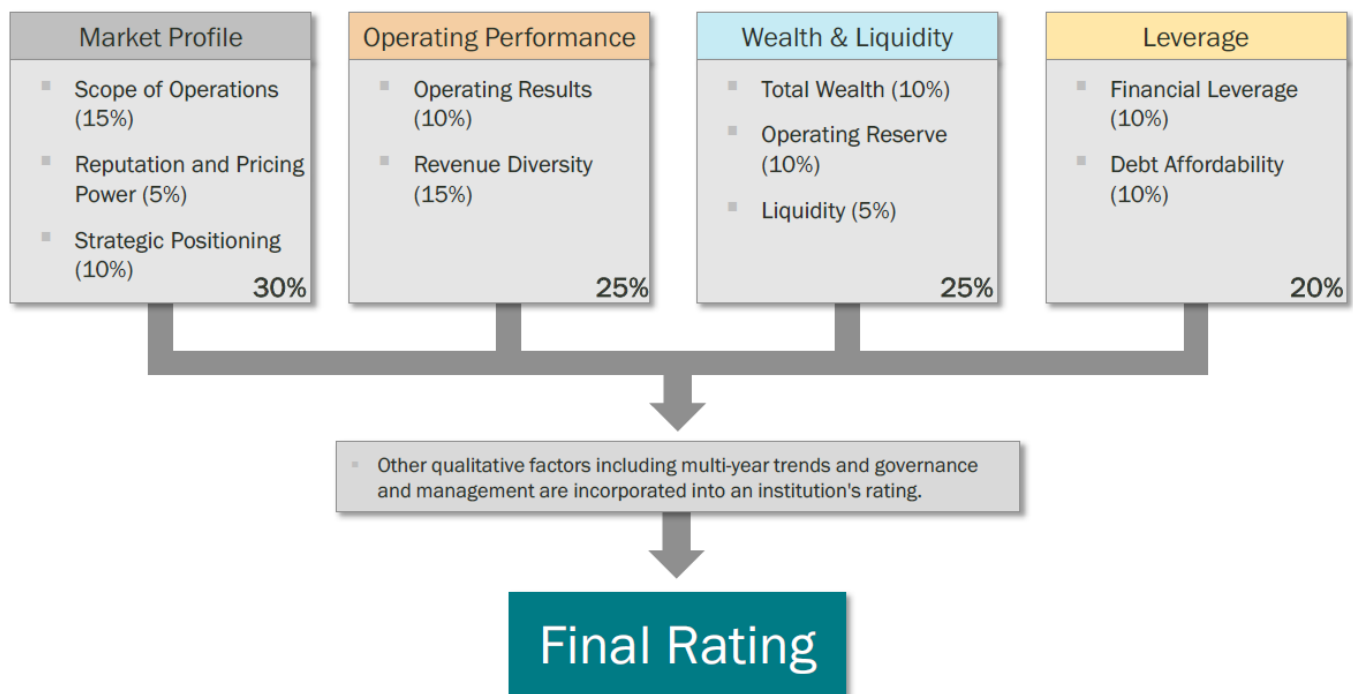 Market Profile
Scope of Operations
(15%)
Reputation and Pricing
Power (5%)
Strategic Positioning
(10%)
30%
Operating Performance
Operating Results
(10%)
Revenue Diversity
(15%)
25%
Wealth & Liquidity
Total Wealth (10%)
Operating Reserve
(10%)
Liquidity (5%)
25%
Leverage
Financial Leverage
(10%)
Debt Affordability
(10%)
20%
Other qualitative factors including multi-year trends and governance
and management are incorporated into an institution's rating.
Final Rating